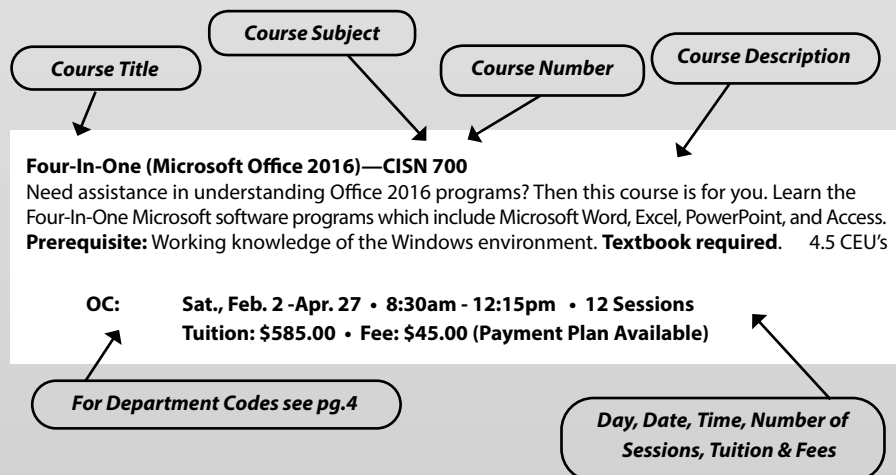 Course Subject
Course Title
Course Number
Course Description
Four-In-One (Microsoft Office 2016)—CISN 700
Need assistance in understanding Office 2016 programs? Then this course is for you. Learn the
Four-In-One Microsoft software programs which include Microsoft Word, Excel, PowerPoint, and Access.
Prerequisite: Working knowledge of the Windows environment. Textbook required. 4.5 CEU's
OC: Sat., Feb. 2 -Apr. 27 • 8:30am - 12:15pm • 12 Sessions
Tuition: $585.00 • Fee: $45.00 (Payment Plan Available)
For Department Codes see pg.4
Day, Date, Time, Number of
Sessions, Tuition & Fees